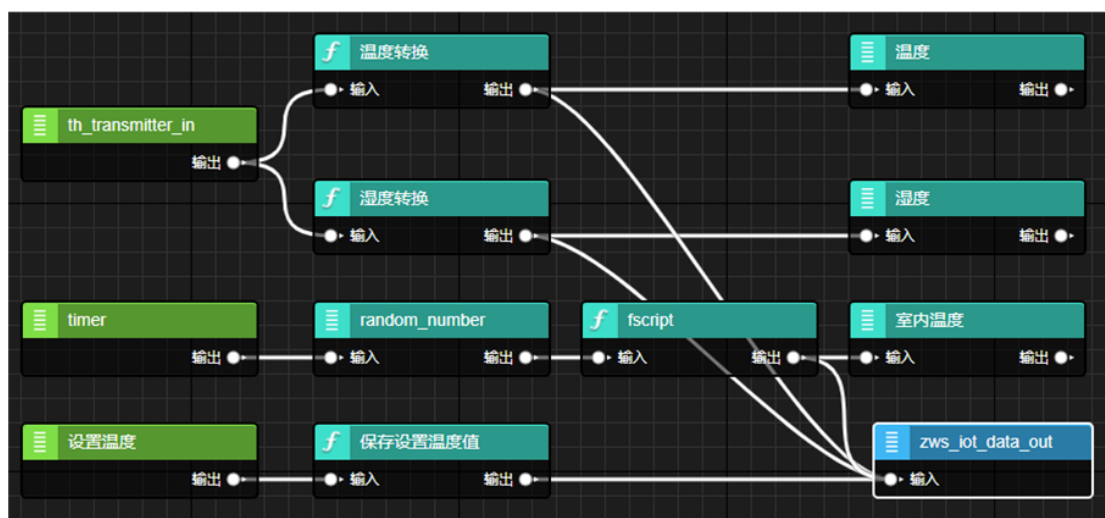 温度转换
输入 输出
温度
输入 输出
th_transmitter_in
输出
湿度转换
输入 输出
湿度
输入 输出
timer
输出
random_number
输入 输出
fscript
输入 输出
室内温度
输入 输出
设置温度
输出
保存设置温度值
输入 输出
zws_iot_data_out
输入